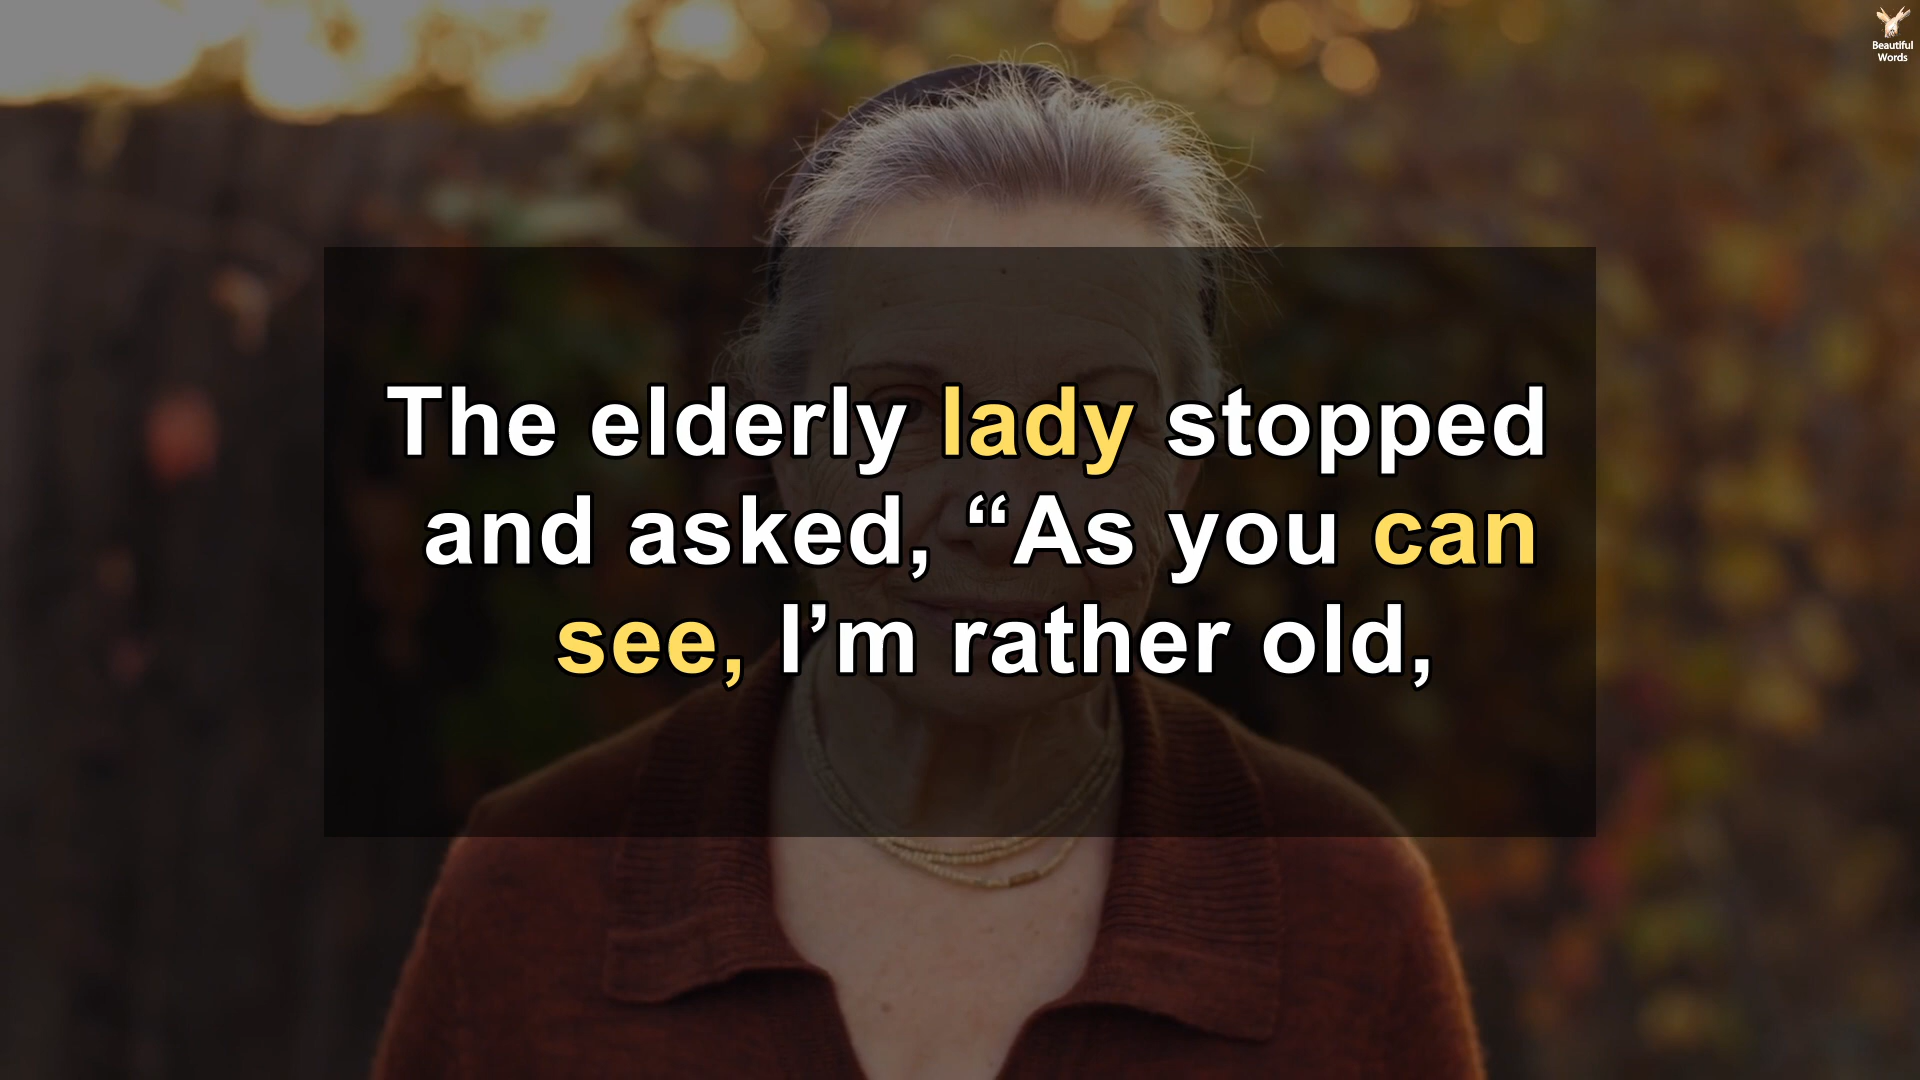 Beautiful
Words
The elderly lady stopped
and asked, “As you can
see, I’m rather old,